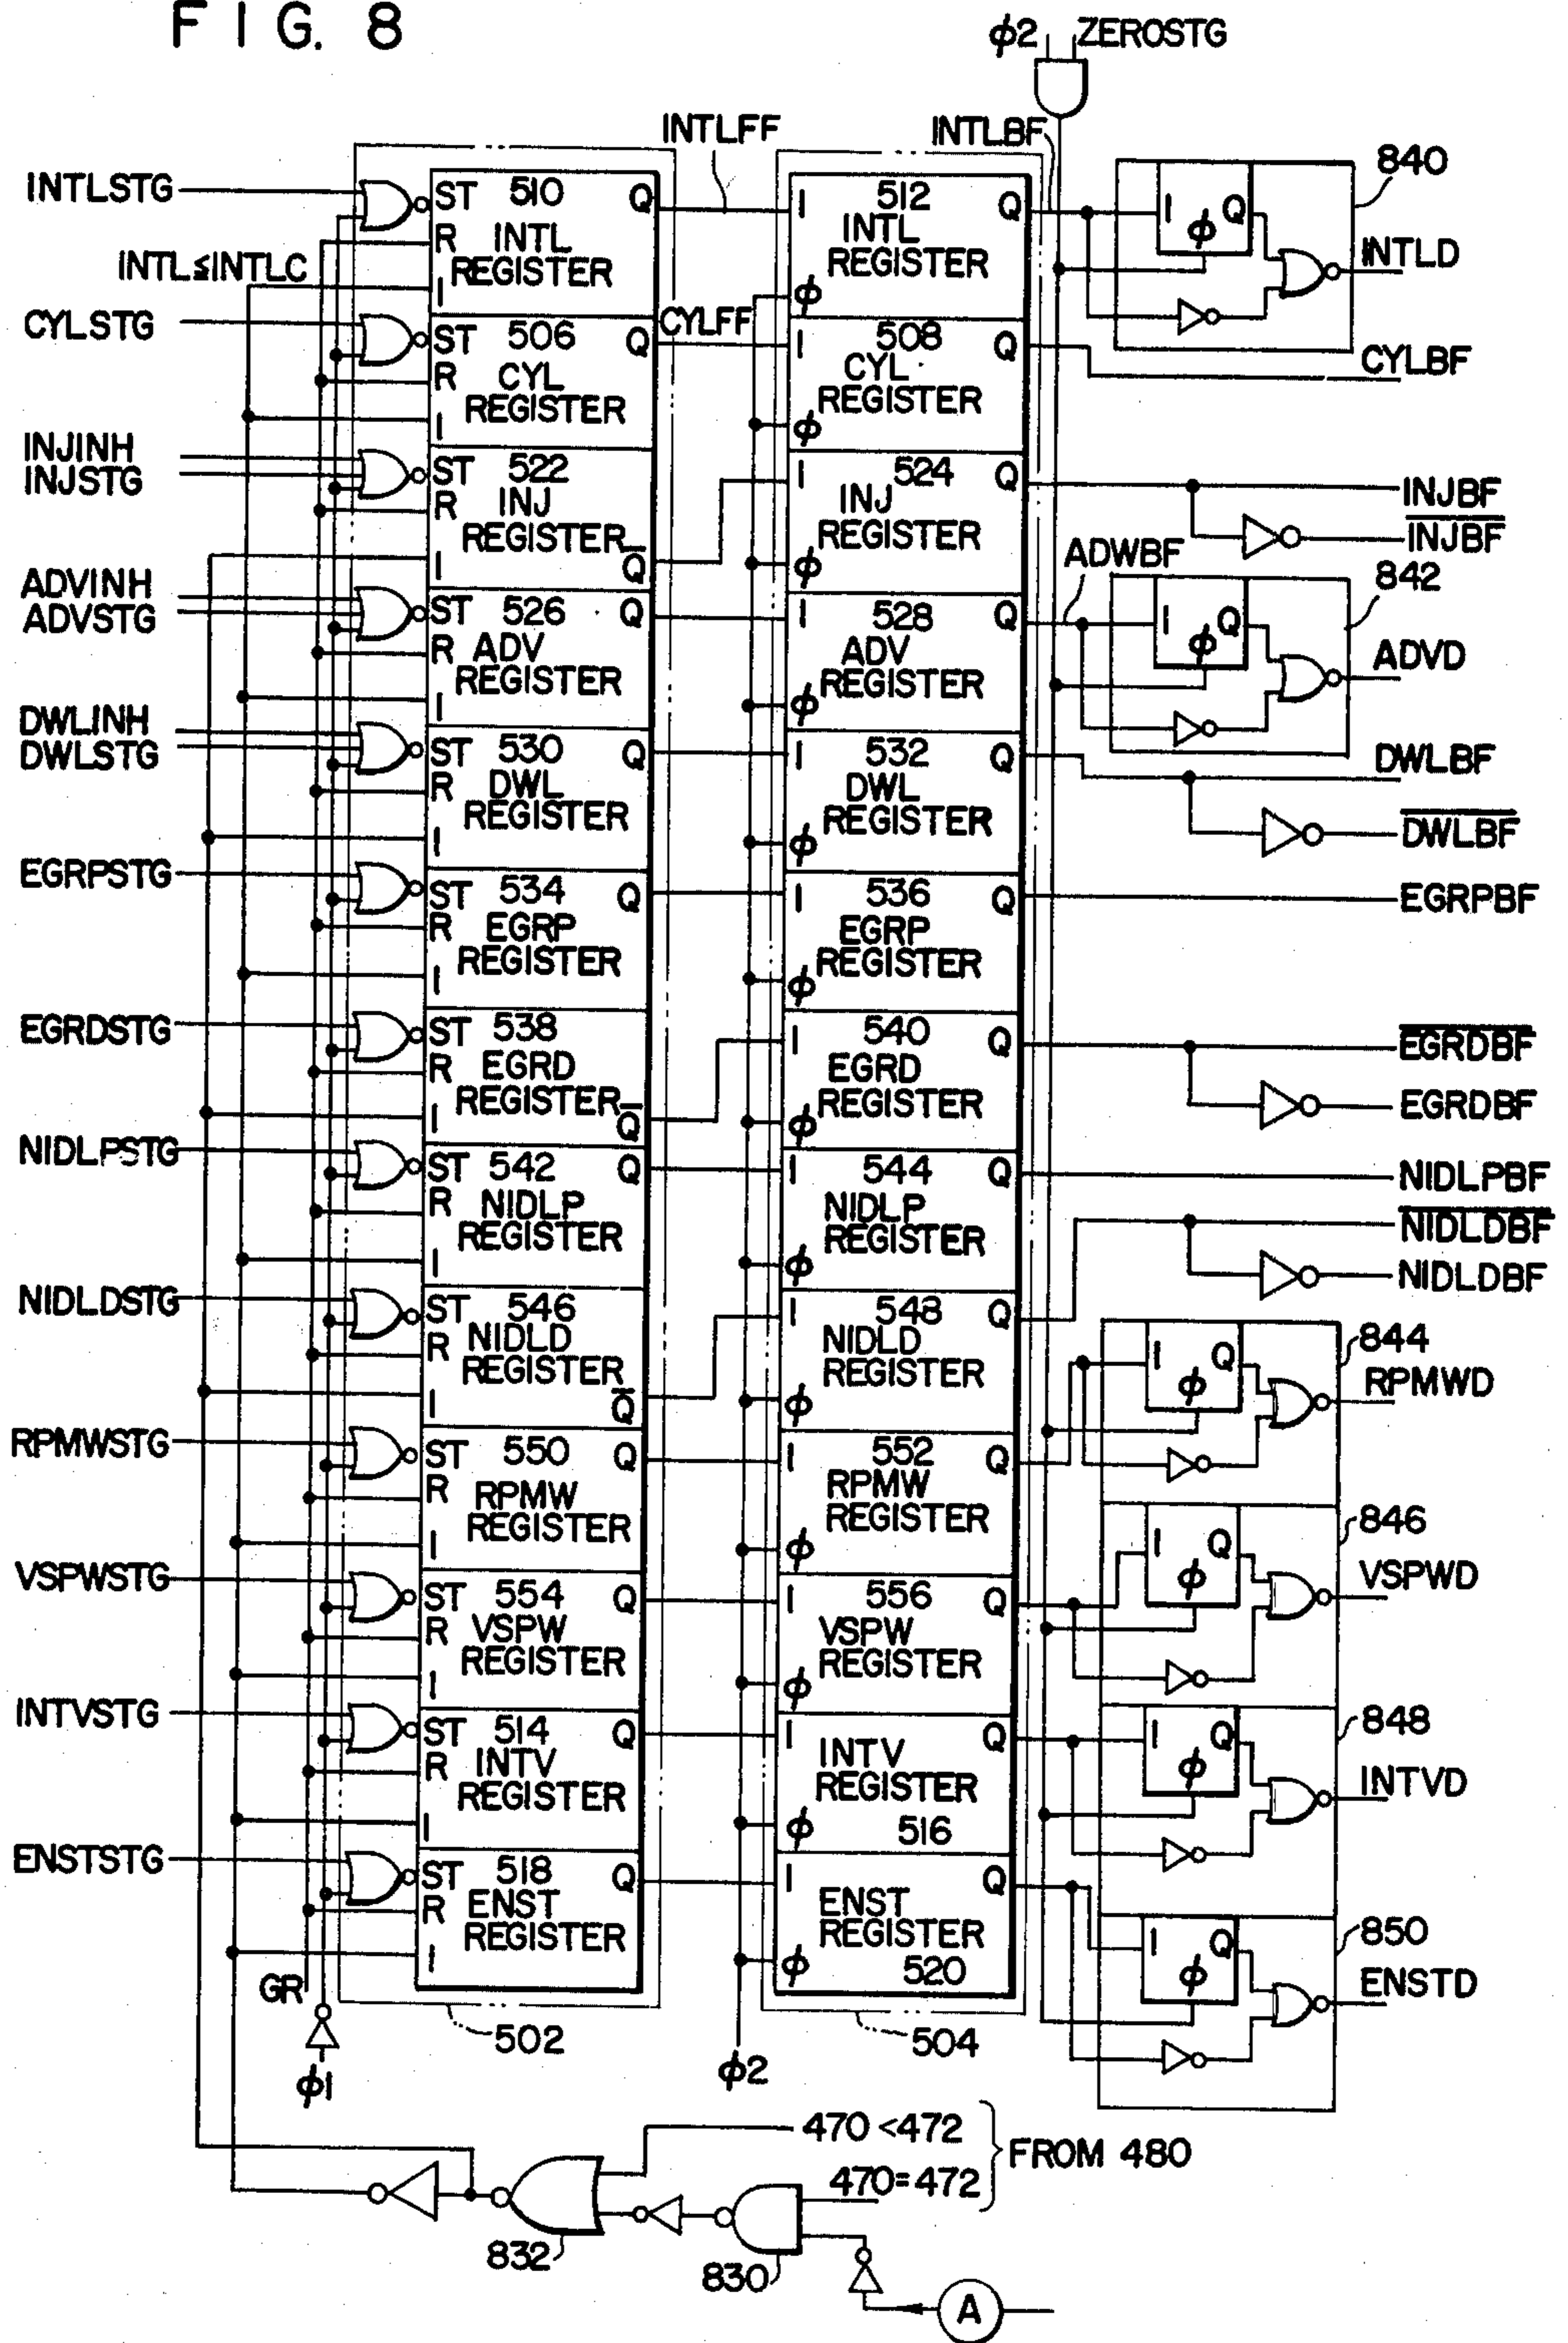 FIG. 8
φ2 ZEROSTG
INTLFF
INTLBF
840
INTLSTG
ST 510 Q
R INTL
REGISTER
I
I 512 Q
INTL
REGISTER
φ
I Q
φ
INTLD
INTL≤INTLC
CYLSTG
ST 506 Q
R CYL
REGISTER
I
CYLFF
I 508 Q
CYL
REGISTER
φ
CYLBF
INJINH
INJSTG
ST 522
R INJ
REGISTER
I Q̅
I 524 Q
INJ
REGISTER
φ
INJBF
I̅N̅J̅B̅F̅
ADWBF
842
ADVINH
ADVSTG
ST 526 Q
R ADV
REGISTER
I
I 528 Q
ADV
REGISTER
φ
I Q
φ
ADVD
DWLINH
DWLSTG
ST 530 Q
R DWL
REGISTER
I
I 532 Q
DWL
REGISTER
φ
DWLBF
D̅W̅L̅B̅F̅
EGRPSTG
ST 534 Q
R EGRP
REGISTER
I
I 536 Q
EGRP
REGISTER
φ
EGRPBF
EGRDSTG
ST 538
R EGRD
REGISTER
I Q̅
I 540 Q
EGRD
REGISTER
φ
E̅G̅R̅D̅B̅F̅
EGRDBF
NIDLPSTG
ST 542 Q
R NIDLP
REGISTER
I
I 544 Q
NIDLP
REGISTER
φ
NIDLPBF
N̅I̅D̅L̅D̅B̅F̅
NIDLDBF
NIDLDSTG
ST 546
R NIDLD
REGISTER
I Q̅
I 548 Q
NIDLD
REGISTER
φ
844
I Q
φ
RPMWD
RPMWSTG
ST 550 Q
R RPMW
REGISTER
I
I 552 Q
RPMW
REGISTER
φ
846
I Q
φ
VSPWD
VSPWSTG
ST 554 Q
R VSPW
REGISTER
I
I 556 Q
VSPW
REGISTER
φ
848
I Q
φ
INTVD
INTVSTG
ST 514 Q
R INTV
REGISTER
I
I Q
INTV
REGISTER
φ 516
850
I Q
φ
ENSTD
ENSTSTG
ST 518 Q
R ENST
REGISTER
I
I Q
ENST
REGISTER
φ 520
GR
502
504
φ1
φ2
470 <472
470=472
FROM 480
832
830
A